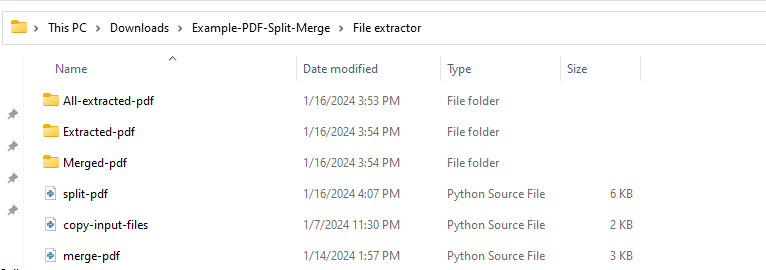 This PC > Downloads > Example-PDF-Split-Merge > File extractor
Name Date modified Type Size
All-extracted-pdf 1/16/2024 3:53 PM File folder
Extracted-pdf 1/16/2024 3:54 PM File folder
Merged-pdf 1/16/2024 3:54 PM File folder
split-pdf 1/16/2024 4:07 PM Python Source File 6 KB
copy-input-files 1/7/2024 11:30 PM Python Source File 2 KB
merge-pdf 1/14/2024 1:57 PM Python Source File 3 KB